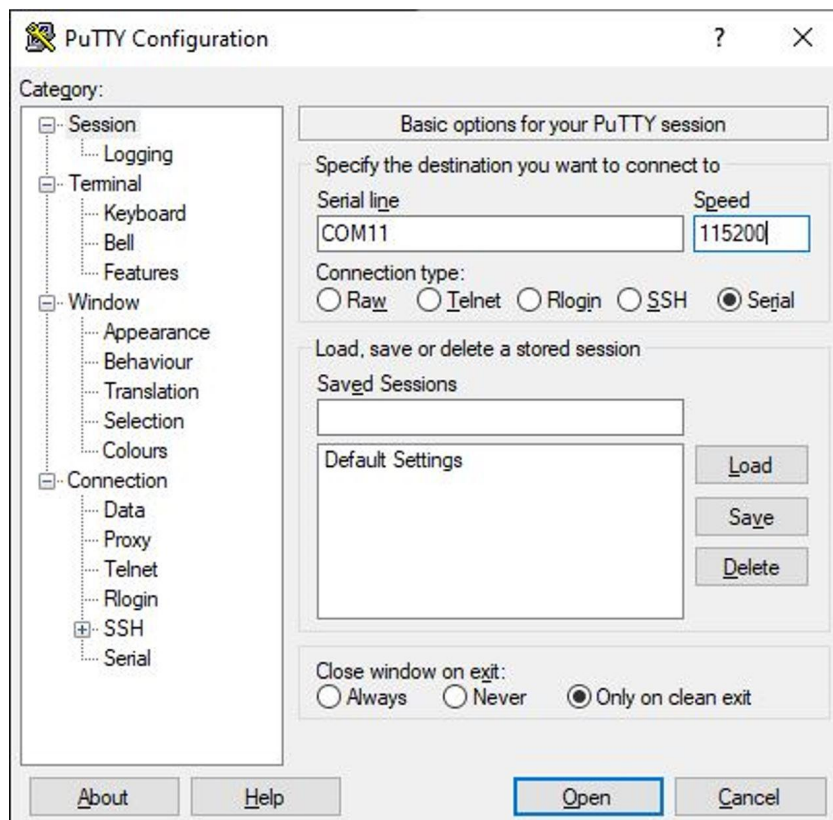 PuTTY Configuration
?
Category:
Session
Logging
Terminal
Keyboard
Bell
Features
Window
Appearance
Behaviour
Translation
Selection
Colours
Connection
Data
Proxy
Telnet
Rlogin
SSH
Serial
Basic options for your PuTTY session
Specify the destination you want to connect to
Serial line Speed
COM11 115200
Connection type:
Raw Telnet Rlogin SSH Serial
Load, save or delete a stored session
Saved Sessions
Default Settings
Load
Save
Delete
Close window on exit:
Always Never Only on clean exit
About Help Open Cancel